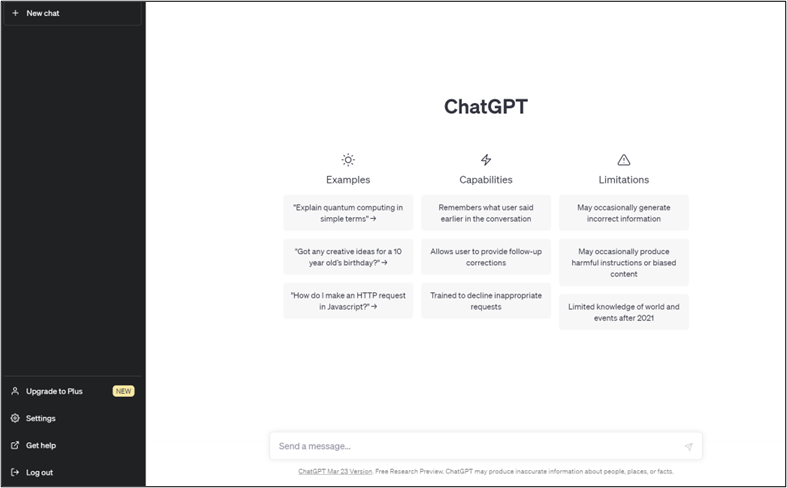 New chat
ChatGPT
Examples
Capabilities
Limitations
"Explain quantum computing in
simple terms" →
Remembers what user said
earlier in the conversation
May occasionally generate
incorrect information
"Got any creative ideas for a 10
year old's birthday?" →
Allows user to provide follow-up
corrections
May occasionally produce
harmful instructions or biased
content
"How do I make an HTTP request
in Javascript?" →
Trained to decline inappropriate
requests
Limited knowledge of world and
events after 2021
Upgrade to Plus NEW
Settings
Get help
Log out
Send a message...
ChatGPT Mar 23 Version. Free Research Preview. ChatGPT may produce inaccurate information about people, places, or facts.